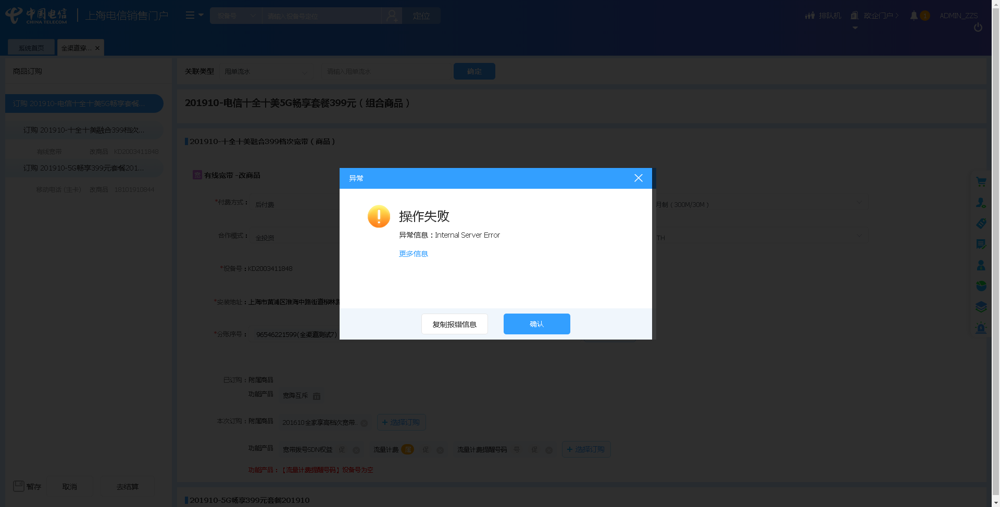 中国电信
CHINA TELECOM
上海电信销售门户
设备号
请输入设备号定位
定位
排队机
政企门户
1
ADMIN_ZZS
系统首页
全渠道穿...
商品订购
关联类型
甩单流水
请输入甩单流水
确定
订购 201910-电信十全十美5G畅享套餐...
201910-电信十全十美5G畅享套餐399元（组合商品）
订购 201910-十全十美融合399档次...
201910-十全十美融合399档次宽带（商品）
有线宽带 改商品 KD2003411848
订购 201910-5G畅享399元套餐201...
宽 有线宽带 -改商品
移动电话 (主卡) 改商品 18101910844
异常
操作失败
异常信息：Internal Server Error
更多信息
复制报错信息
确认
*付费方式：
后付费
月制（300M/30M）
合作模式：
全投资
TH
*设备号：KD2003411848
*安装地址：上海市黄浦区淮海中路街道柳林路
*分账序号：
96546221599(全渠道测试7)
已订购：附属商品
功能产品 宽降互斥
本次订购：附属商品 201610全家享高档次宽带.. + 选择订购
功能产品 宽带拨号SDN权益 促 流量计费 促 流量计费提醒号码 号 促 + 选择订购
功能产品：【流量计费提醒号码】设备号为空
暂存
取消
去结算
201910-5G畅享399元套餐201910